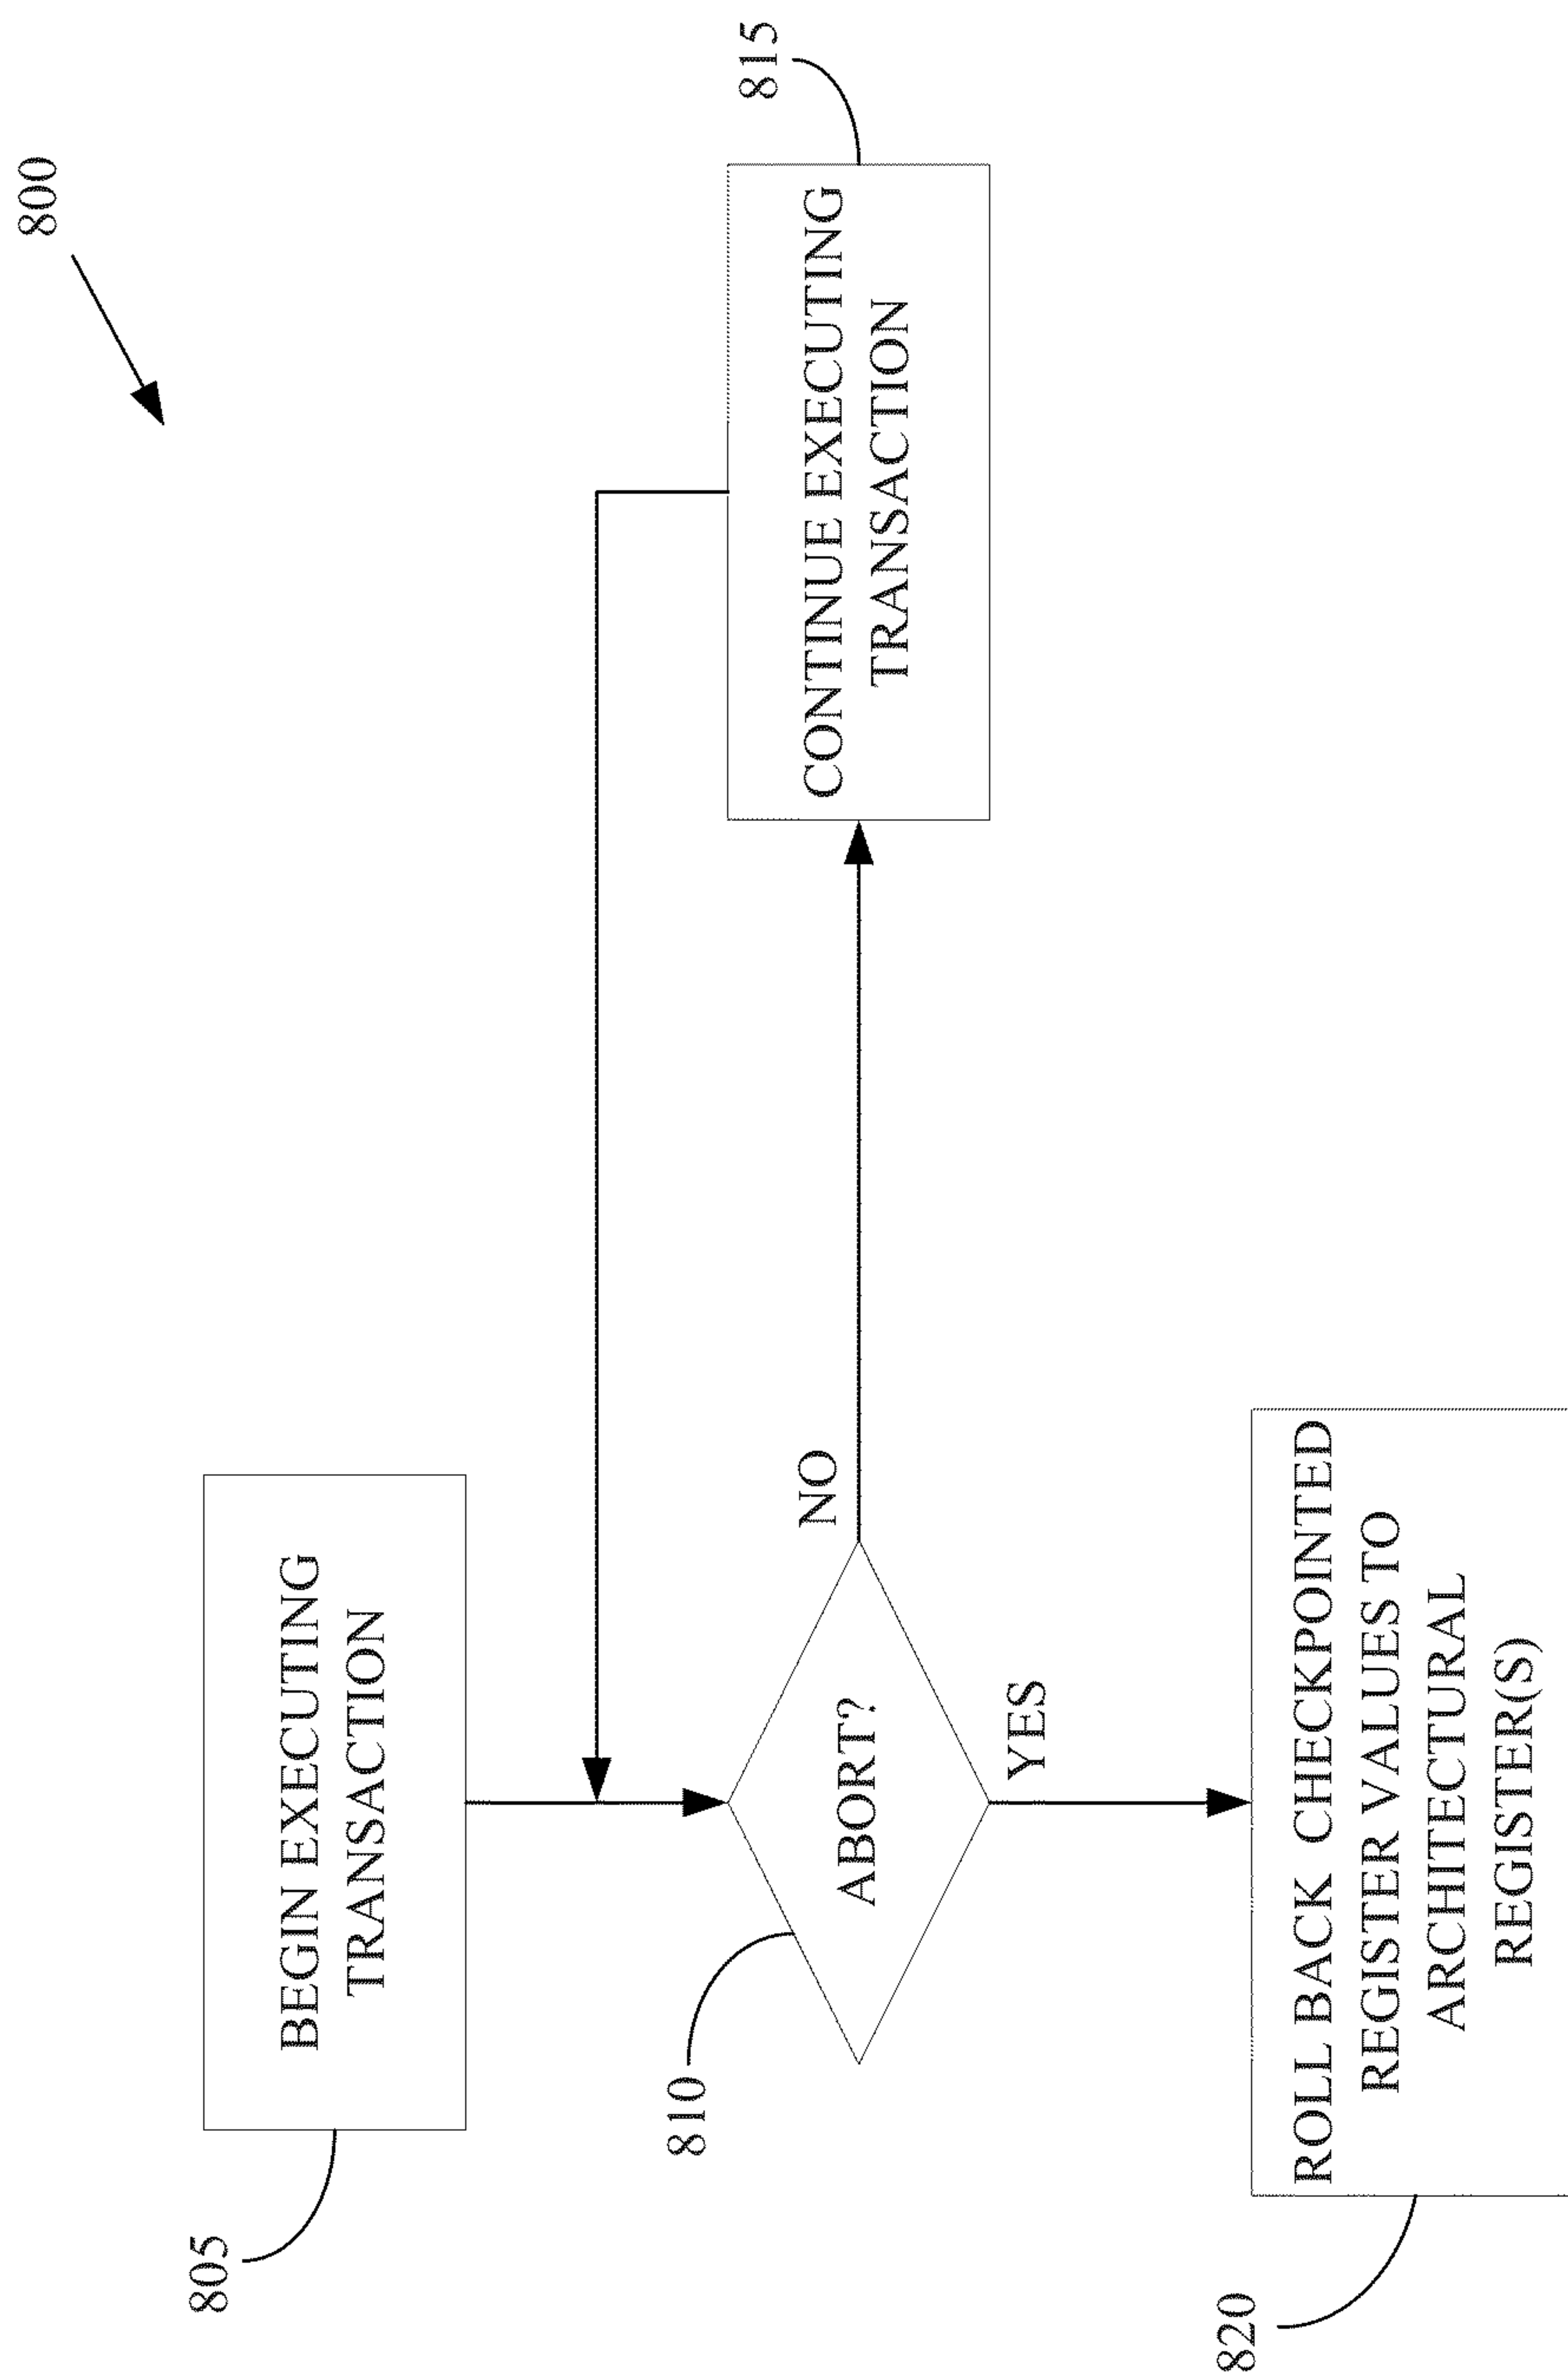 800
805
BEGIN EXECUTING
TRANSACTION
810
ABORT?
NO
YES
815
CONTINUE EXECUTING
TRANSACTION
820
ROLL BACK CHECKPOINTED
REGISTER VALUES TO
ARCHITECTURAL
REGISTER(S)